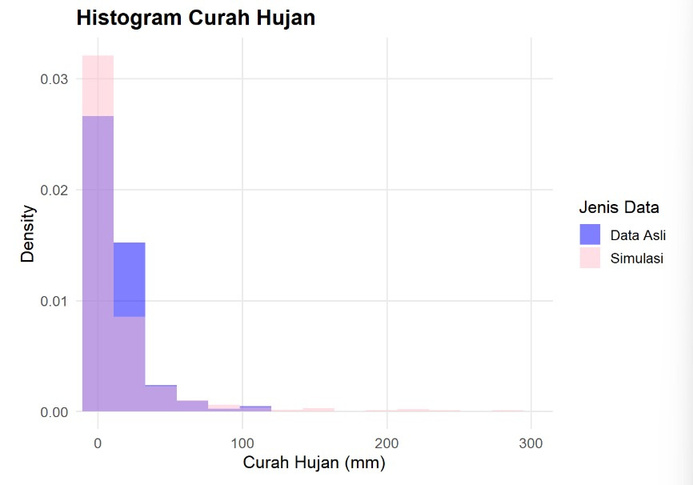 Histogram Curah Hujan
0.03
0.02
0.01
0.00
Density
0 100 200 300
Curah Hujan (mm)
Jenis Data
Data Asli
Simulasi